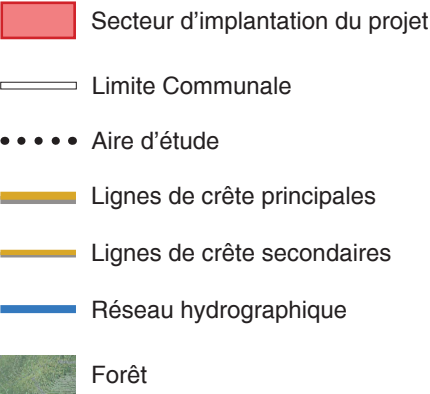 Secteur d’implantation du projet
Limite Communale
Aire d’étude
Lignes de crête principales
Lignes de crête secondaires
Réseau hydrographique
Forêt